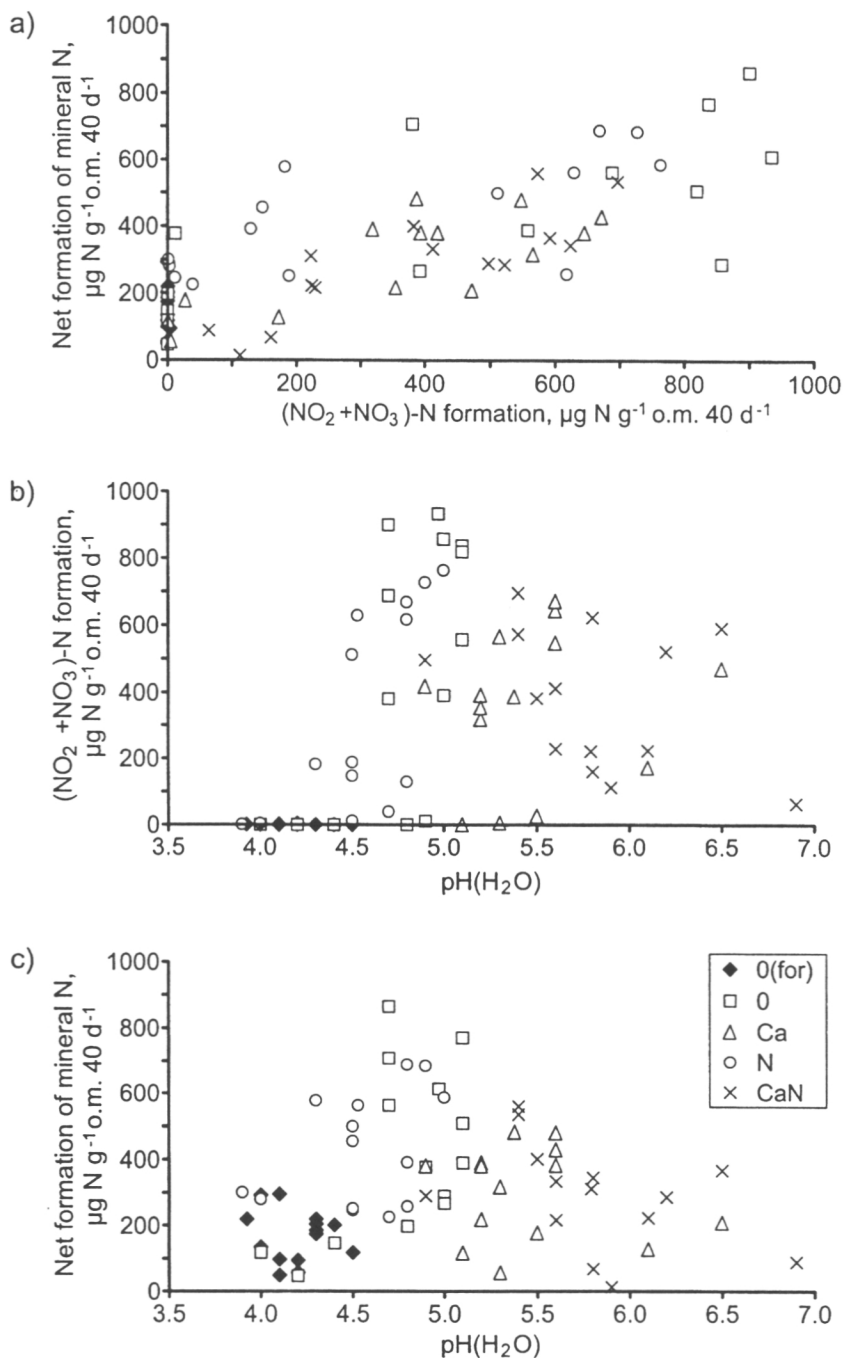 a)
Net formation of mineral N,
µg N g-1 o.m. 40 d-1
1000
800
600
400
200
0
0 200 400 600 800 1000
(NO2 +NO3)-N formation, µg N g-1 o.m. 40 d-1
b)
(NO2 +NO3)-N formation,
µg N g-1 o.m. 40 d-1
1000
800
600
400
200
0
3.5 4.0 4.5 5.0 5.5 6.0 6.5 7.0
pH(H2O)
c)
Net formation of mineral N,
µg N g-1 o.m. 40 d-1
1000
800
600
400
200
0
0(for)
0
Ca
N
CaN
3.5 4.0 4.5 5.0 5.5 6.0 6.5 7.0
pH(H2O)